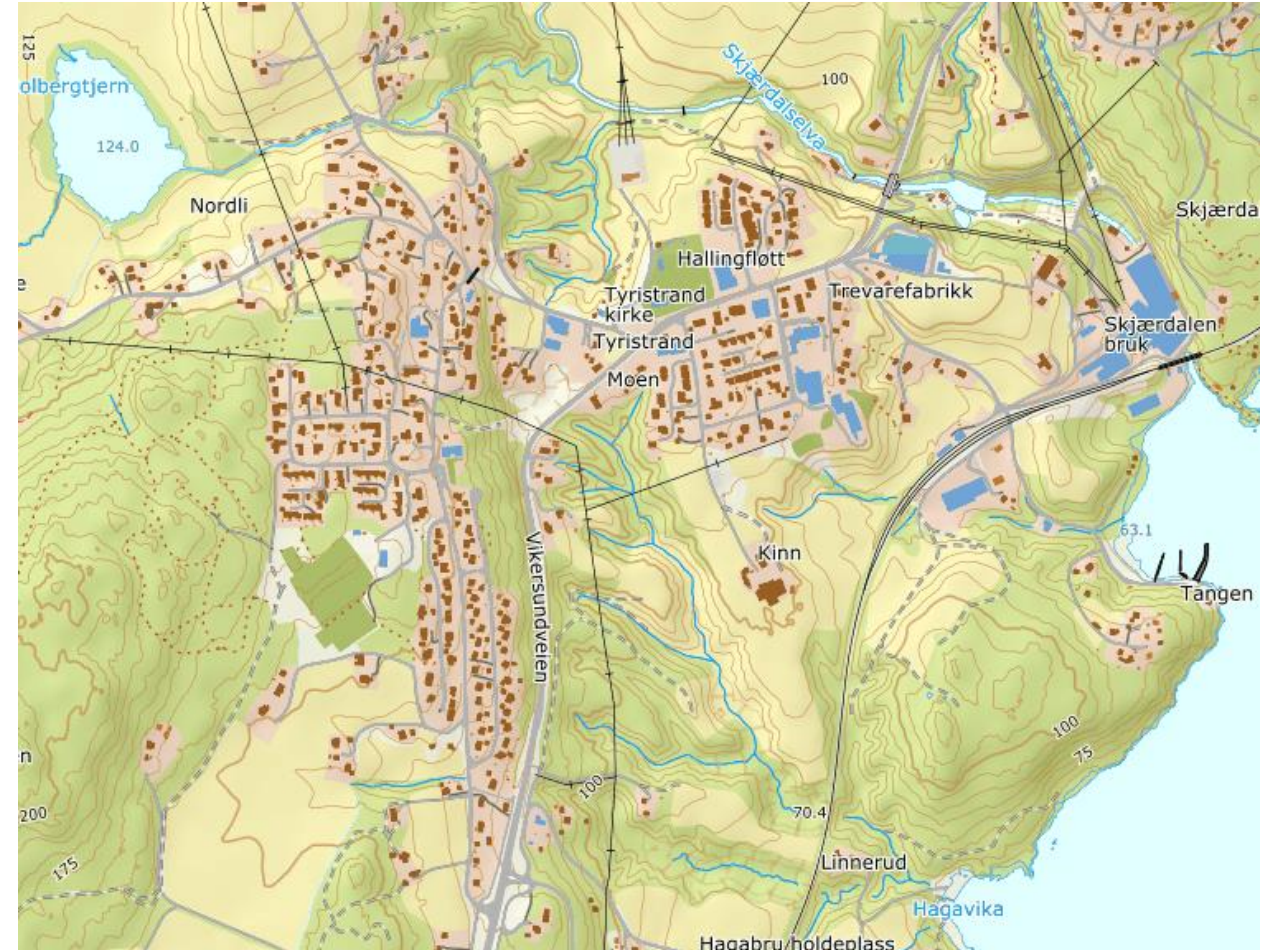 125
olbergtjern
124.0
Nordli
Skjærdalselva
100
Skjærda
e
Hallingfløtt
Tyristrand
kirke
Trevarefabrikk
Tyristrand
Skjærdalen
bruk
Moen
63.1
Kinn
Tangen
Vikersundveien
100
75
n
200
175
100
70.4
Linnerud
Hagavika
Hagabru holdeplass